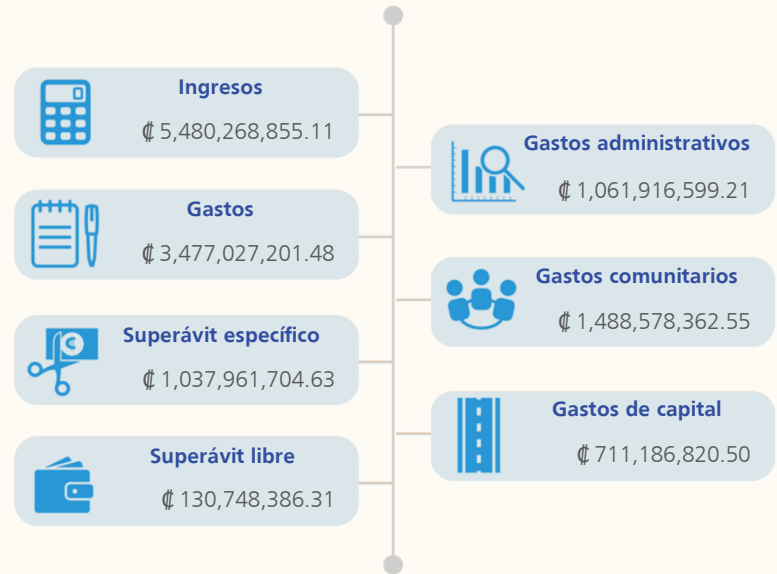 Ingresos
₡ 5,480,268,855.11
Gastos
₡ 3,477,027,201.48
Superávit específico
₡ 1,037,961,704.63
Superávit libre
₡ 130,748,386.31
Gastos administrativos
₡ 1,061,916,599.21
Gastos comunitarios
₡ 1,488,578,362.55
Gastos de capital
₡ 711,186,820.50